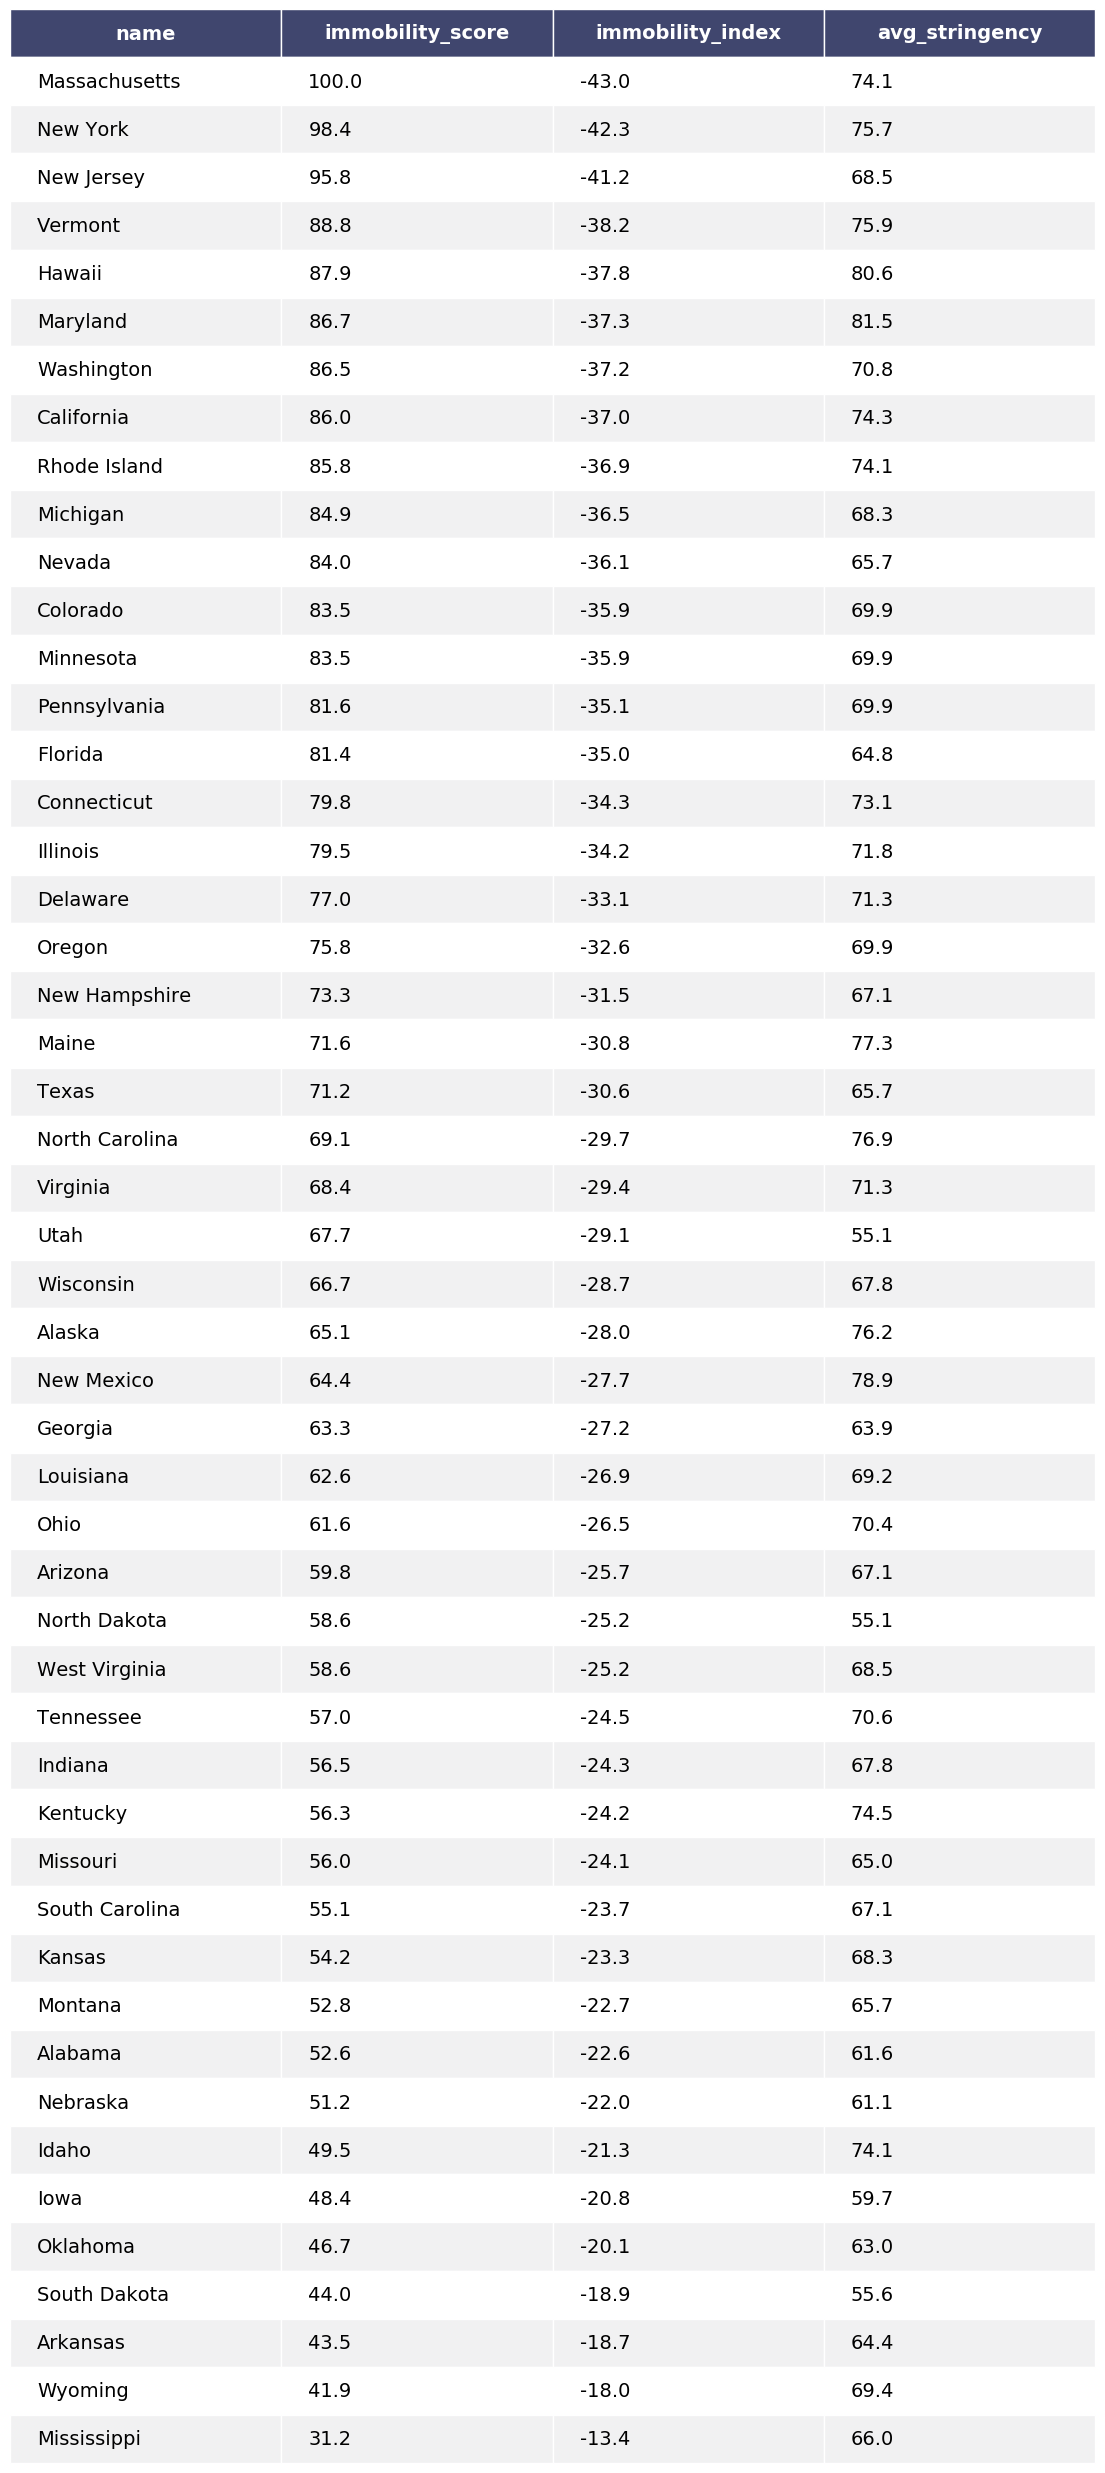 name immobility_score immobility_index avg_stringency
Massachusetts 100.0 -43.0 74.1
New York 98.4 -42.3 75.7
New Jersey 95.8 -41.2 68.5
Vermont 88.8 -38.2 75.9
Hawaii 87.9 -37.8 80.6
Maryland 86.7 -37.3 81.5
Washington 86.5 -37.2 70.8
California 86.0 -37.0 74.3
Rhode Island 85.8 -36.9 74.1
Michigan 84.9 -36.5 68.3
Nevada 84.0 -36.1 65.7
Colorado 83.5 -35.9 69.9
Minnesota 83.5 -35.9 69.9
Pennsylvania 81.6 -35.1 69.9
Florida 81.4 -35.0 64.8
Connecticut 79.8 -34.3 73.1
Illinois 79.5 -34.2 71.8
Delaware 77.0 -33.1 71.3
Oregon 75.8 -32.6 69.9
New Hampshire 73.3 -31.5 67.1
Maine 71.6 -30.8 77.3
Texas 71.2 -30.6 65.7
North Carolina 69.1 -29.7 76.9
Virginia 68.4 -29.4 71.3
Utah 67.7 -29.1 55.1
Wisconsin 66.7 -28.7 67.8
Alaska 65.1 -28.0 76.2
New Mexico 64.4 -27.7 78.9
Georgia 63.3 -27.2 63.9
Louisiana 62.6 -26.9 69.2
Ohio 61.6 -26.5 70.4
Arizona 59.8 -25.7 67.1
North Dakota 58.6 -25.2 55.1
West Virginia 58.6 -25.2 68.5
Tennessee 57.0 -24.5 70.6
Indiana 56.5 -24.3 67.8
Kentucky 56.3 -24.2 74.5
Missouri 56.0 -24.1 65.0
South Carolina 55.1 -23.7 67.1
Kansas 54.2 -23.3 68.3
Montana 52.8 -22.7 65.7
Alabama 52.6 -22.6 61.6
Nebraska 51.2 -22.0 61.1
Idaho 49.5 -21.3 74.1
Iowa 48.4 -20.8 59.7
Oklahoma 46.7 -20.1 63.0
South Dakota 44.0 -18.9 55.6
Arkansas 43.5 -18.7 64.4
Wyoming 41.9 -18.0 69.4
Mississippi 31.2 -13.4 66.0